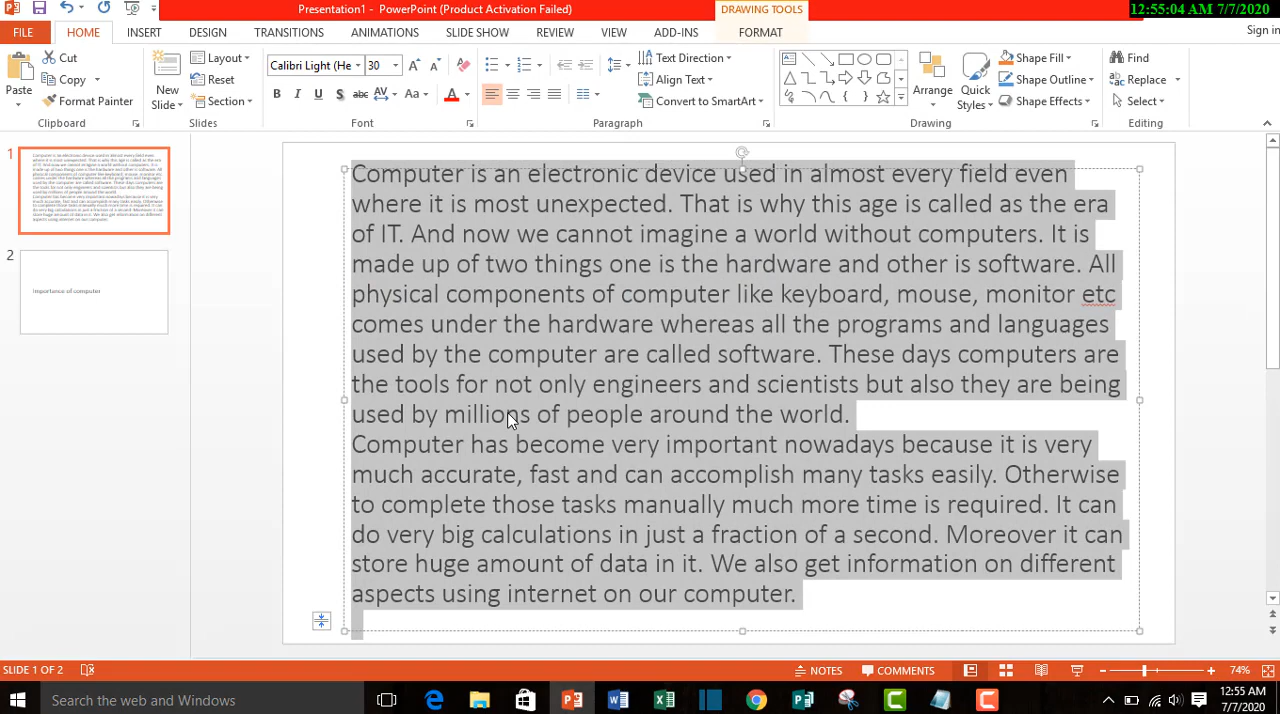 Presentation1 - PowerPoint (Product Activation Failed)
DRAWING TOOLS
12:55:04 AM 7/7/2020
FILE HOME INSERT DESIGN TRANSITIONS ANIMATIONS SLIDE SHOW REVIEW VIEW ADD-INS FORMAT Sign in
Paste
Cut
Copy
Format Painter
Clipboard
New Slide
Layout
Reset
Section
Slides
Calibri Light (He 30
B I U S abc AV Aa A
Font
Text Direction
Align Text
Convert to SmartArt
Paragraph
Arrange
Quick Styles
Shape Fill
Shape Outline
Shape Effects
Drawing
Find
Replace
Select
Editing
1
2
Importance of computer
Computer is an electronic device used in almost every field even
where it is most unexpected. That is why this age is called as the era
of IT. And now we cannot imagine a world without computers. It is
made up of two things one is the hardware and other is software. All
physical components of computer like keyboard, mouse, monitor etc
comes under the hardware whereas all the programs and languages
used by the computer are called software. These days computers are
the tools for not only engineers and scientists but also they are being
used by millions of people around the world.
Computer has become very important nowadays because it is very
much accurate, fast and can accomplish many tasks easily. Otherwise
to complete those tasks manually much more time is required. It can
do very big calculations in just a fraction of a second. Moreover it can
store huge amount of data in it. We also get information on different
aspects using internet on our computer.
SLIDE 1 OF 2 NOTES COMMENTS 74%
Search the web and Windows
12:55 AM
7/7/2020